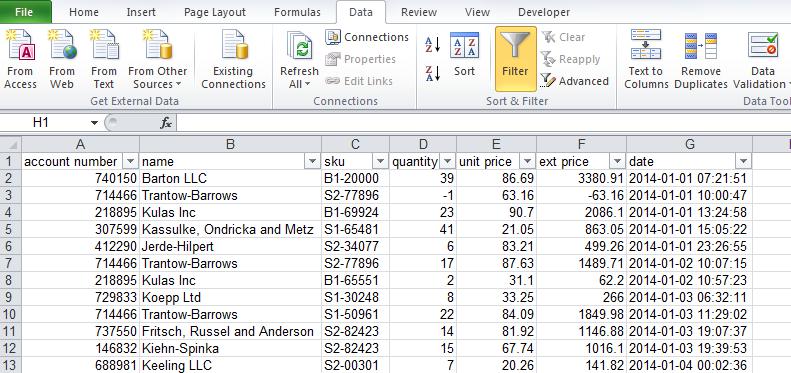 File Home Insert Page Layout Formulas Data Review View Developer
From Access From Web From Text From Other Sources Existing Connections Refresh All Connections Properties Edit Links A Z Z A A Z Z A Sort Filter Clear Reapply Advanced Text to Columns Remove Duplicates Data Validation
Get External Data Connections Sort & Filter Data Tool
H1 fx
A B C D E F G
1 account number name sku quantity unit price ext price date
2 740150 Barton LLC B1-20000 39 86.69 3380.91 2014-01-01 07:21:51
3 714466 Trantow-Barrows S2-77896 -1 63.16 -63.16 2014-01-01 10:00:47
4 218895 Kulas Inc B1-69924 23 90.7 2086.1 2014-01-01 13:24:58
5 307599 Kassulke, Ondricka and Metz S1-65481 41 21.05 863.05 2014-01-01 15:05:22
6 412290 Jerde-Hilpert S2-34077 6 83.21 499.26 2014-01-01 23:26:55
7 714466 Trantow-Barrows S2-77896 17 87.63 1489.71 2014-01-02 10:07:15
8 218895 Kulas Inc B1-65551 2 31.1 62.2 2014-01-02 10:57:23
9 729833 Koepp Ltd S1-30248 8 33.25 266 2014-01-03 06:32:11
10 714466 Trantow-Barrows S1-50961 22 84.09 1849.98 2014-01-03 11:29:02
11 737550 Fritsch, Russel and Anderson S2-82423 14 81.92 1146.88 2014-01-03 19:07:37
12 146832 Kiehn-Spinka S2-82423 15 67.74 1016.1 2014-01-03 19:39:53
13 688981 Keeling LLC S2-00301 7 20.26 141.82 2014-01-04 00:02:36